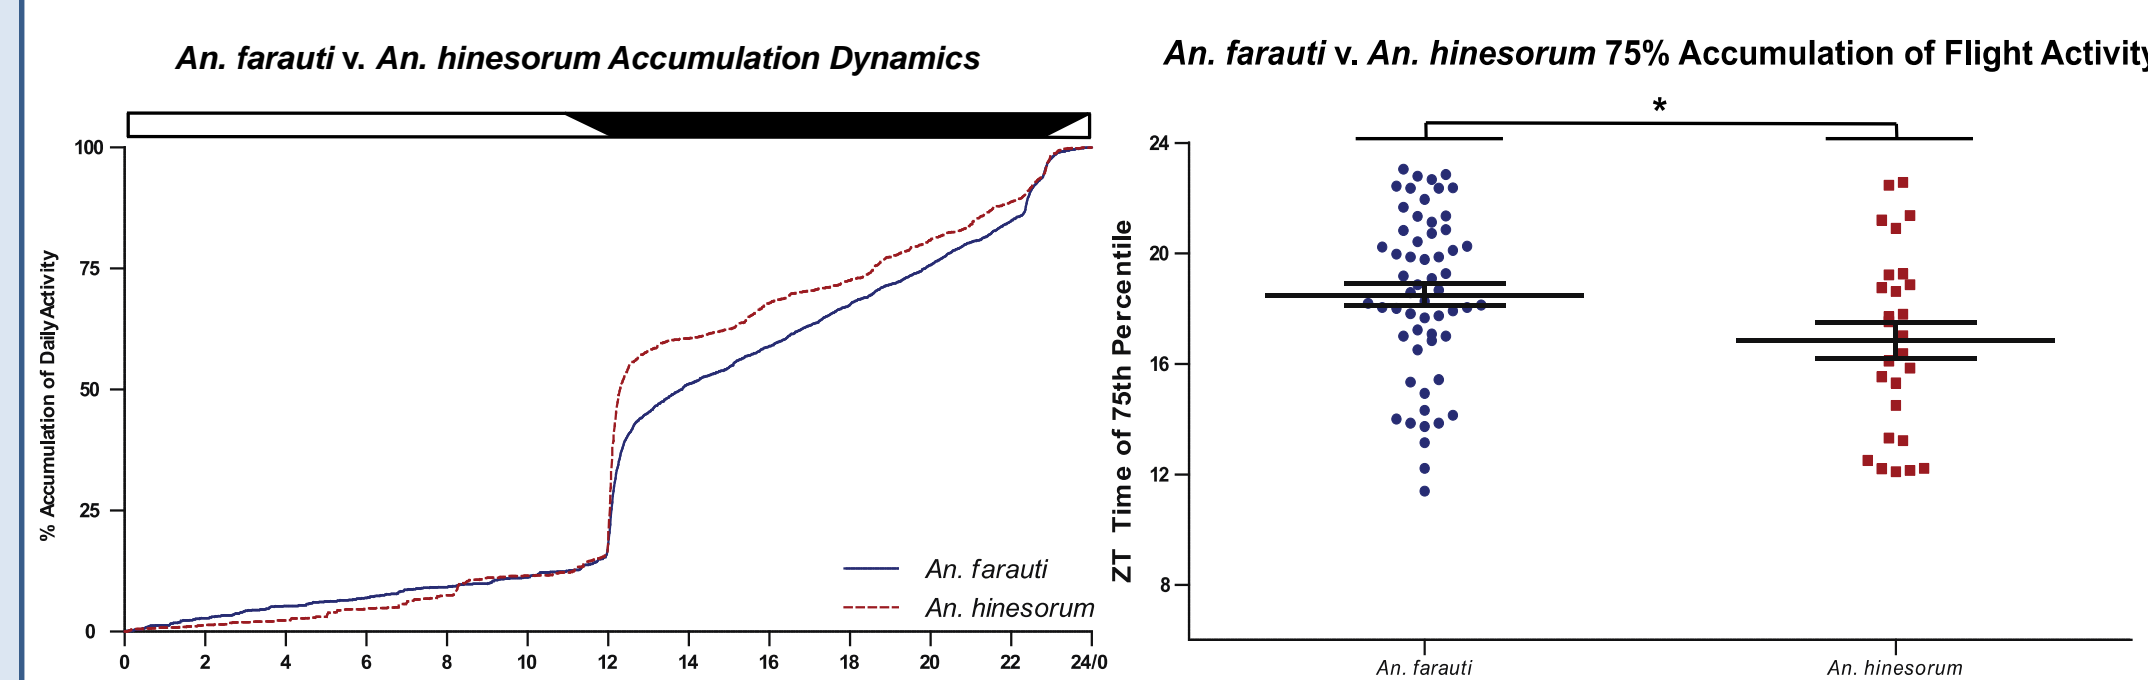 An. farauti v. An. hinesorum Accumulation Dynamics
100
75
50
25
0
% Accumulation of Daily Activity
An. farauti
An. hinesorum
0 2 4 6 8 10 12 14 16 18 20 22 24/0
An. farauti v. An. hinesorum 75% Accumulation of Flight Activity
*
24
20
16
12
8
ZT Time of 75th Percentile
An. farauti An. hinesorum